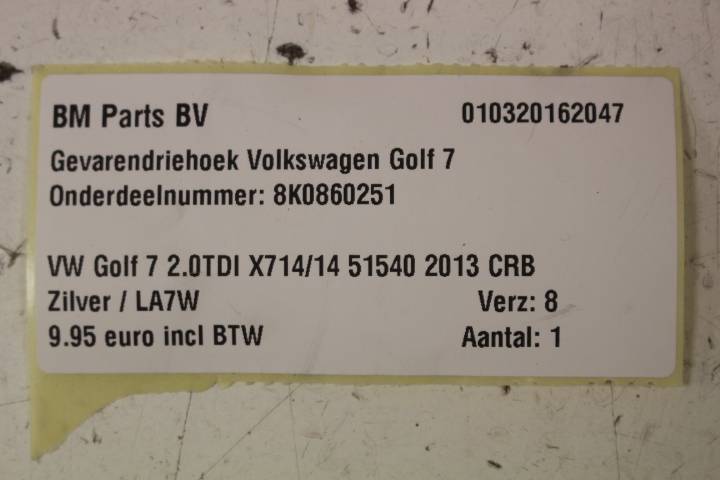 BM Parts BV 010320162047
Gevarendriehoek Volkswagen Golf 7
Onderdeelnummer: 8K0860251
VW Golf 7 2.0TDI X714/14 51540 2013 CRB
Zilver / LA7W Verz: 8
9.95 euro incl BTW Aantal: 1